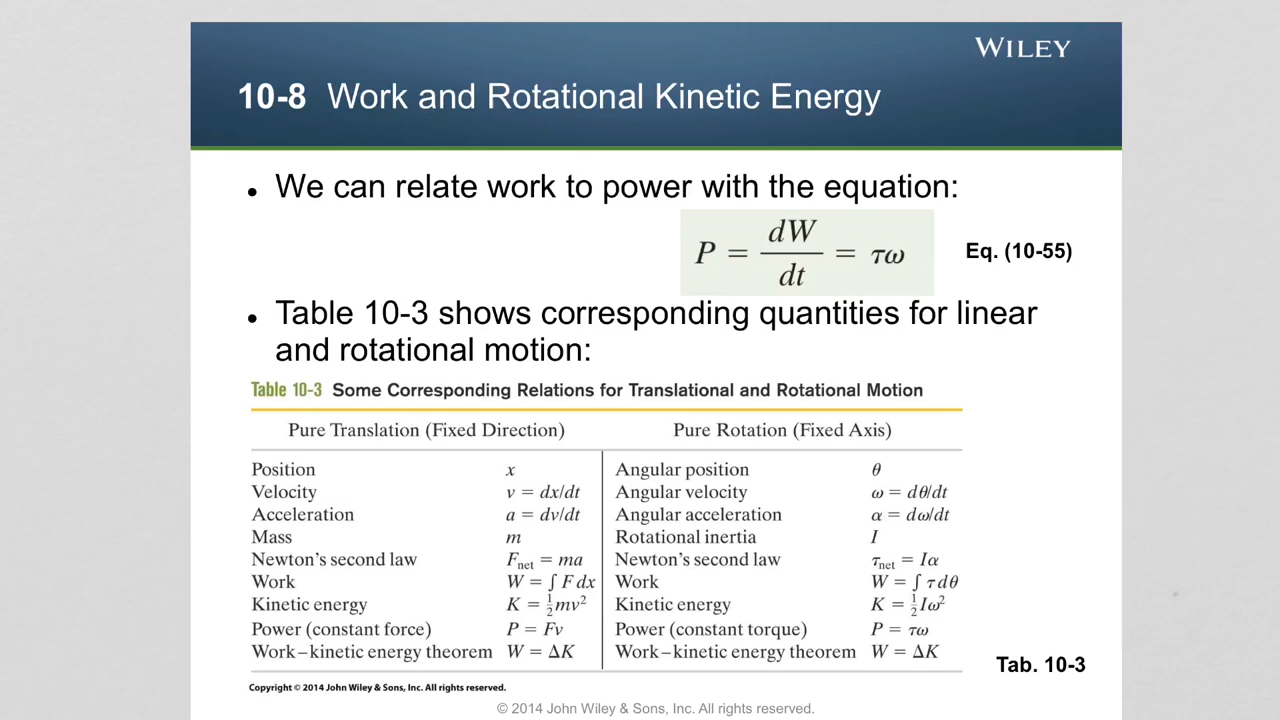 WILEY
10-8 Work and Rotational Kinetic Energy
• We can relate work to power with the equation:
P = dW/dt = τω Eq. (10-55)
• Table 10-3 shows corresponding quantities for linear
and rotational motion:
Table 10-3 Some Corresponding Relations for Translational and Rotational Motion
Pure Translation (Fixed Direction) Pure Rotation (Fixed Axis)
Position x Angular position θ
Velocity v = dx/dt Angular velocity ω = dθ/dt
Acceleration a = dv/dt Angular acceleration α = dω/dt
Mass m Rotational inertia I
Newton's second law Fnet = ma Newton's second law τnet = Iα
Work W = ∫ F dx Work W = ∫ τ dθ
Kinetic energy K = ½mv² Kinetic energy K = ½Iω²
Power (constant force) P = Fv Power (constant torque) P = τω
Work–kinetic energy theorem W = ΔK Work–kinetic energy theorem W = ΔK
Tab. 10-3
Copyright © 2014 John Wiley & Sons, Inc. All rights reserved.
© 2014 John Wiley & Sons, Inc. All rights reserved.